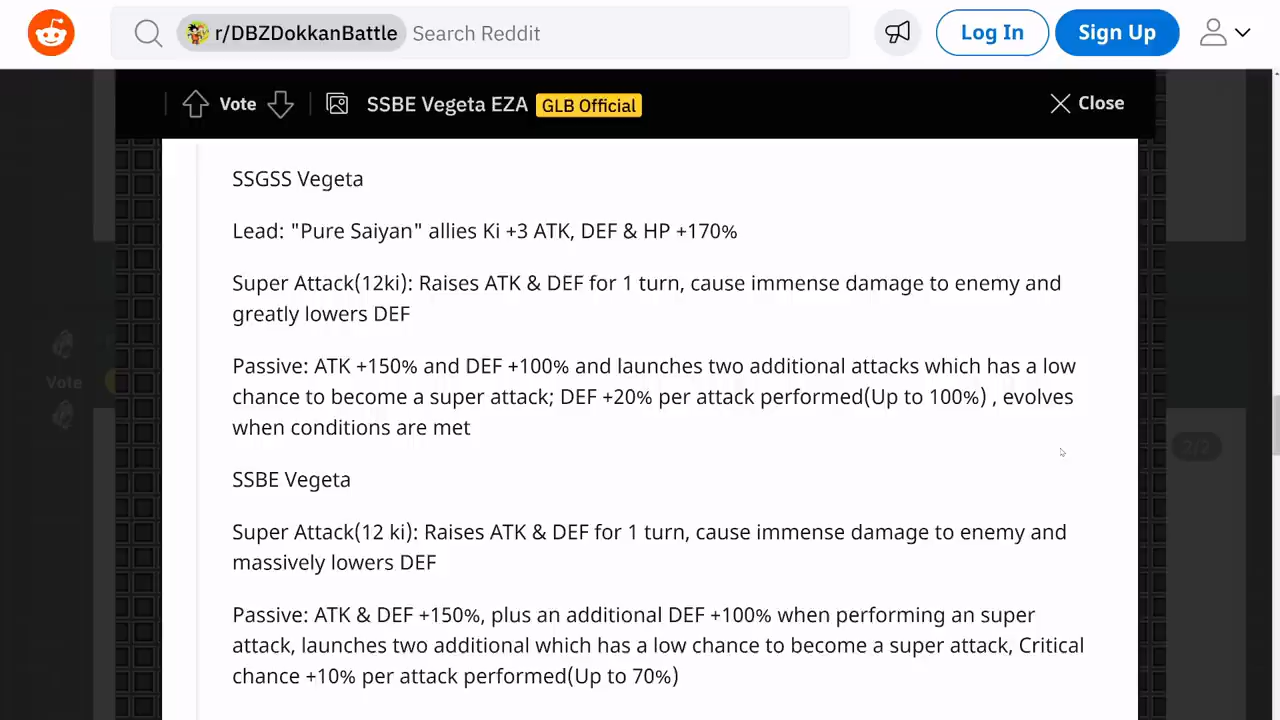 r/DBZDokkanBattle Search Reddit Log In Sign Up
Vote SSBE Vegeta EZA GLB Official Close
SSGSS Vegeta
Lead: "Pure Saiyan" allies Ki +3 ATK, DEF & HP +170%
Super Attack(12ki): Raises ATK & DEF for 1 turn, cause immense damage to enemy and
greatly lowers DEF
Passive: ATK +150% and DEF +100% and launches two additional attacks which has a low
chance to become a super attack; DEF +20% per attack performed(Up to 100%) , evolves
when conditions are met
Vote
2/2
SSBE Vegeta
Super Attack(12 ki): Raises ATK & DEF for 1 turn, cause immense damage to enemy and
massively lowers DEF
Passive: ATK & DEF +150%, plus an additional DEF +100% when performing an super
attack, launches two additional which has a low chance to become a super attack, Critical
chance +10% per attack performed(Up to 70%)